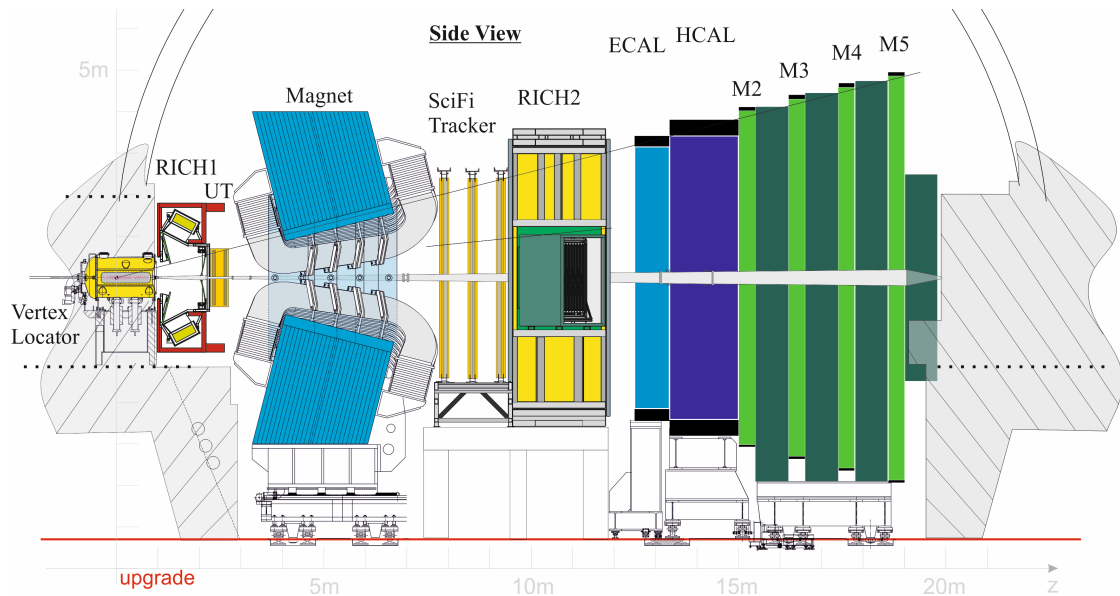 Side View
ECAL
HCAL
M2
M3
M4
M5
5m
Magnet
SciFi
Tracker
RICH2
RICH1
UT
Vertex
Locator
upgrade
5m
10m
15m
20m
z